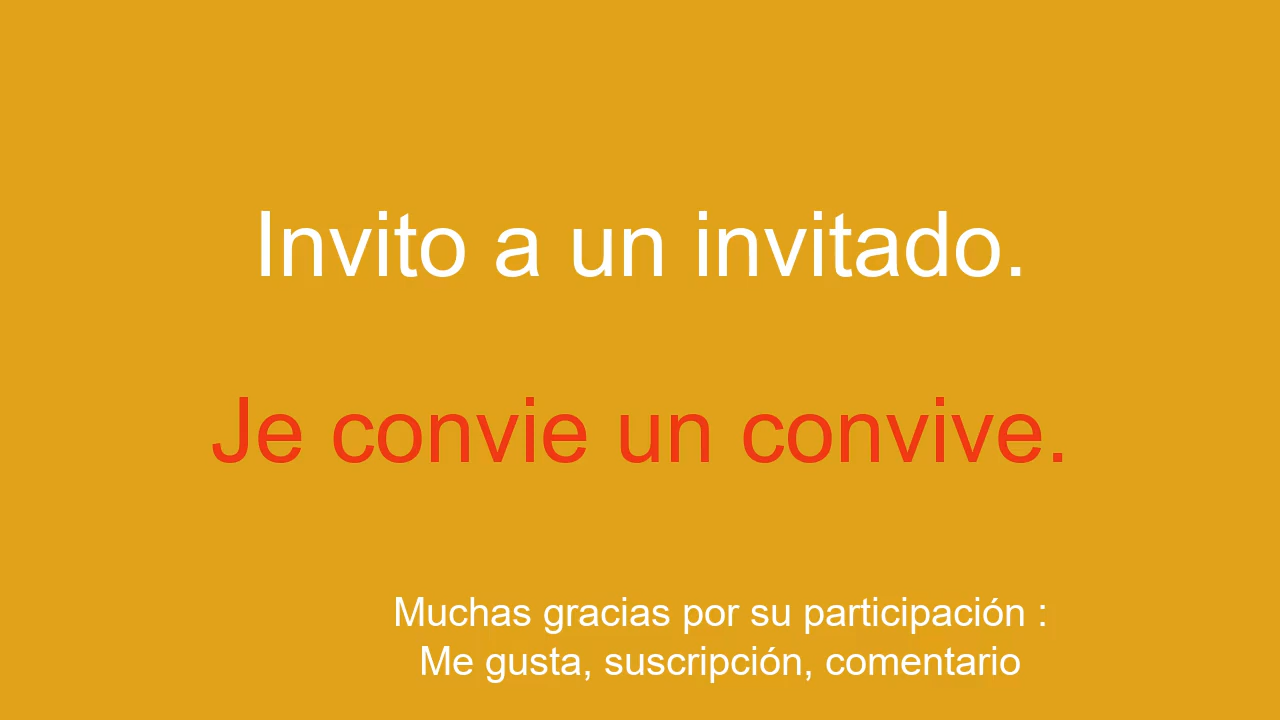 Invito a un invitado.
Je convie un convive.
Muchas gracias por su participación :
Me gusta, suscripción, comentario